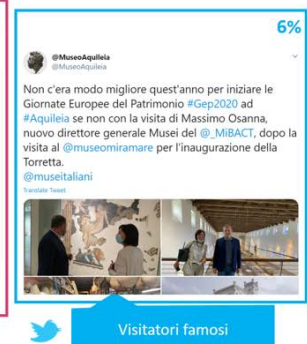 6%
@MuseoAquileia
@MuseoAquileia
Non c'era modo migliore quest'anno per iniziare le
Giornate Europee del Patrimonio #Gep2020 ad
#Aquileia se non con la visita di Massimo Osanna,
nuovo direttore generale Musei del @_MiBACT, dopo la
visita al @museomiramare per l'inaugurazione della
Torretta.
@museitaliani
Translate Tweet
Visitatori famosi